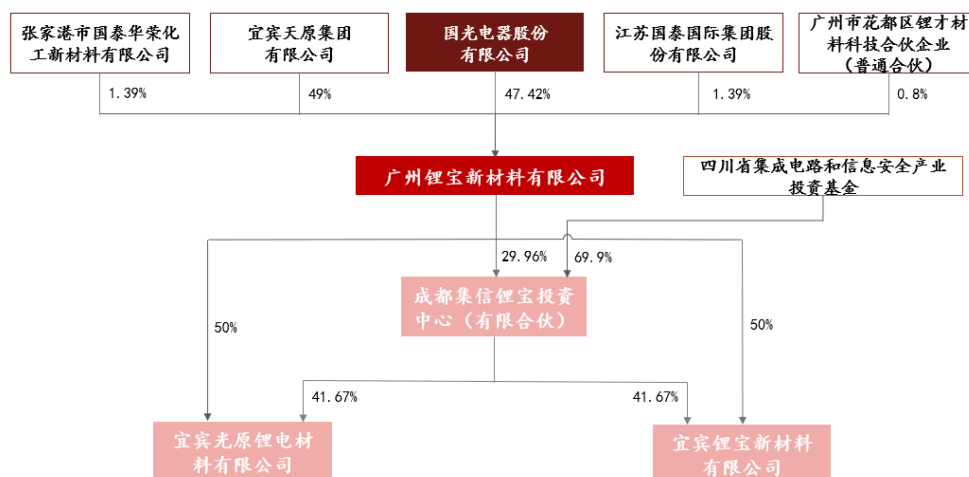 张家港市国泰华荣化
工新材料有限公司
宜宾天原集团
有限公司
国光电器股份
有限公司
江苏国泰国际集团股
份有限公司
广州市花都区锂才材
料科技合伙企业
（普通合伙）
1.39%
49%
47.42%
1.39%
0.8%
广州锂宝新材料有限公司
四川省集成电路和信息安全产业
投资基金
29.96%
69.9%
成都集信锂宝投资
中心（有限合伙）
50%
50%
41.67%
41.67%
宜宾光原锂电材
料有限公司
宜宾锂宝新材料
有限公司